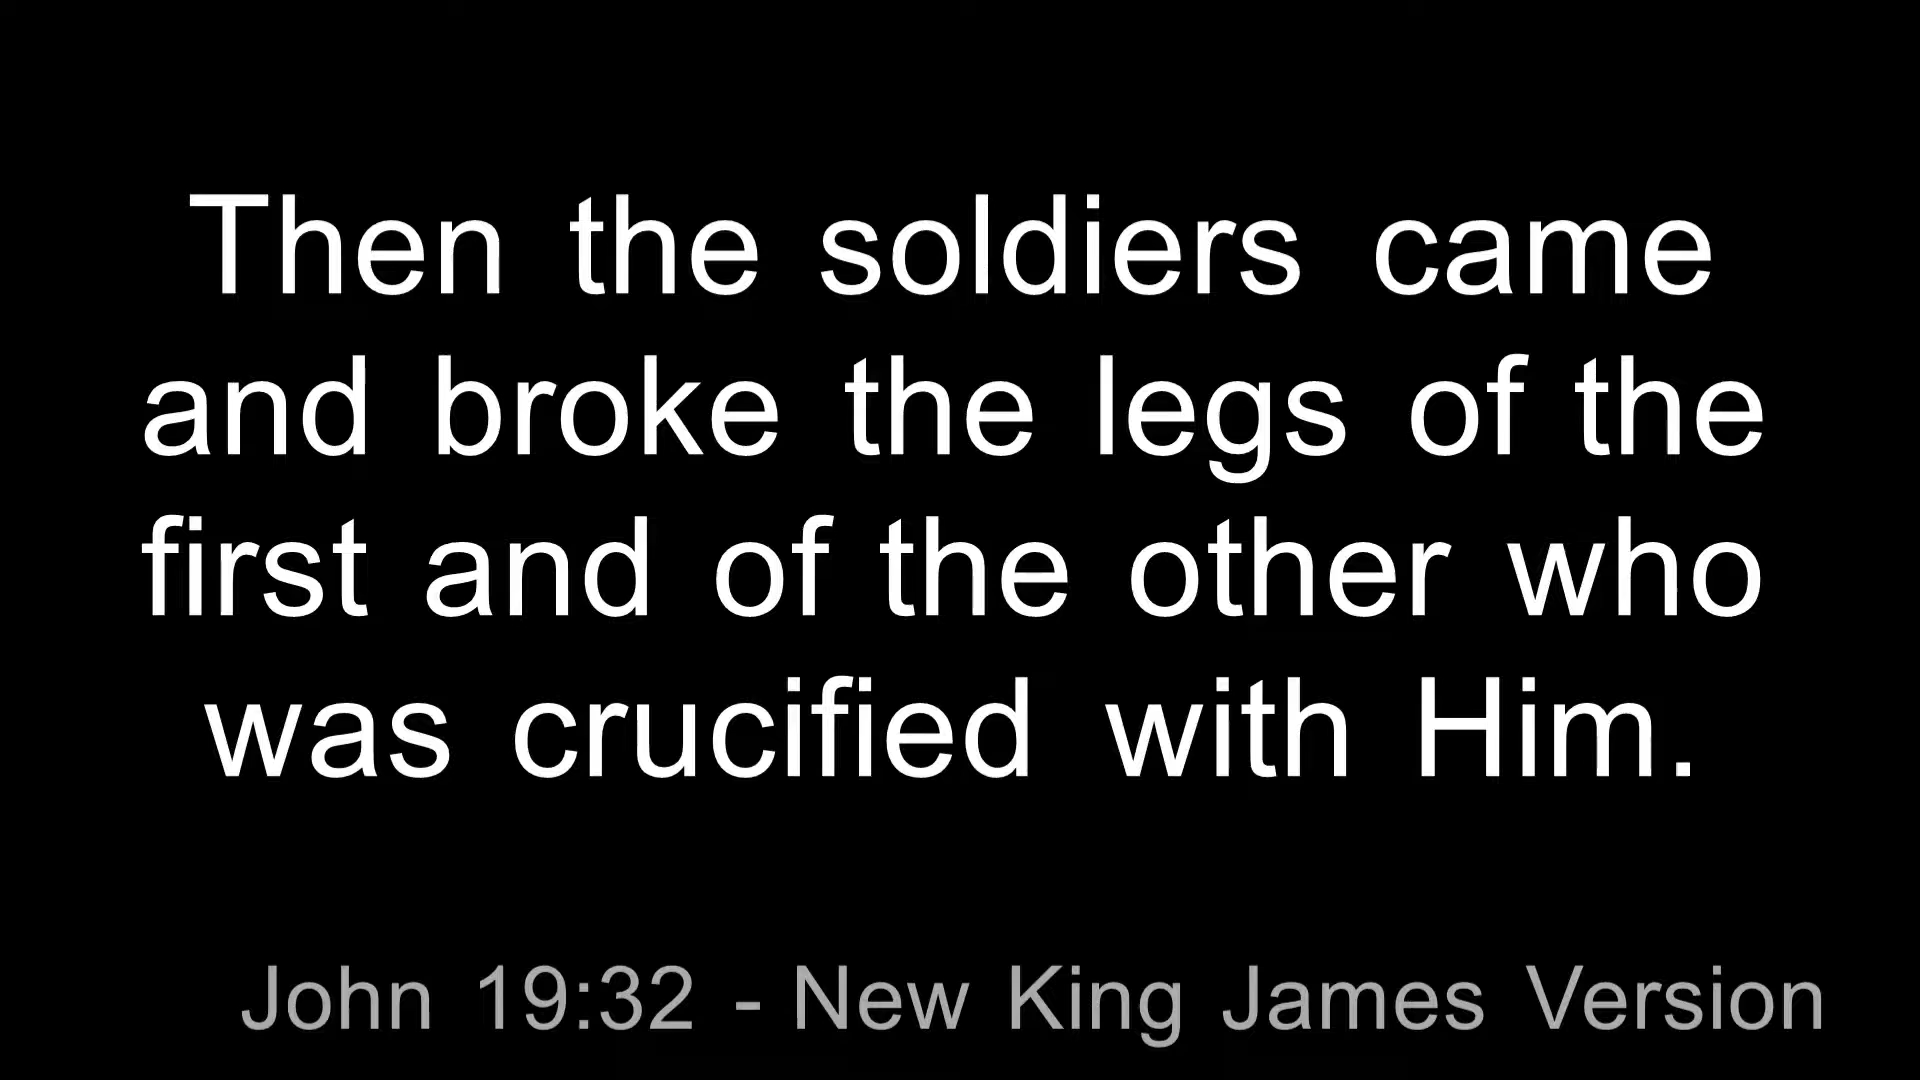 Then the soldiers came
and broke the legs of the
first and of the other who
was crucified with Him.
John 19:32 - New King James Version